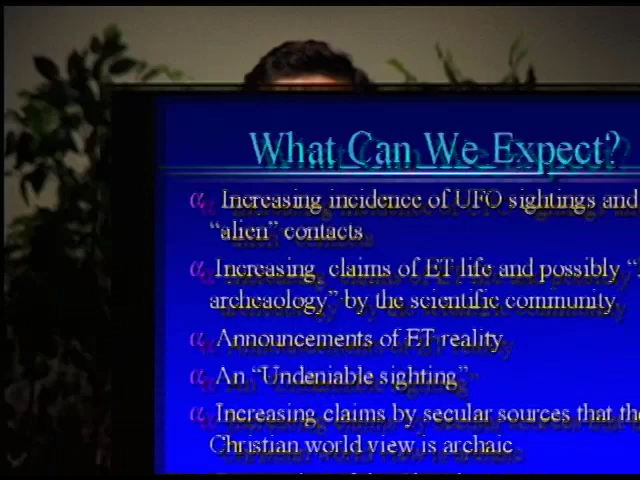 What Can We Expect?
α Increasing incidence of UFO sightings and
“alien” contacts
α Increasing claims of ET life and possibly “
archeaology” by the scientific community
α Announcements of ET reality
α An “Undeniable sighting”
α Increasing claims by secular sources that the
Christian world view is archaic